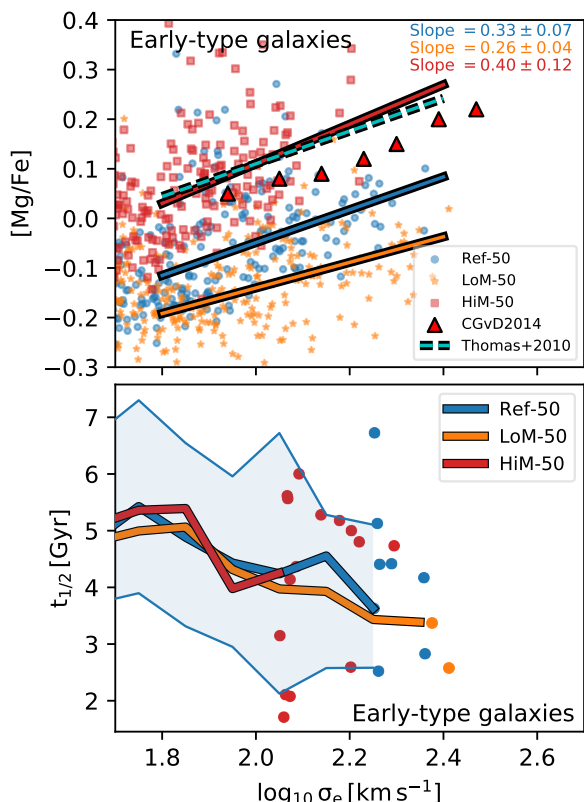 Early-type galaxies
Slope = 0.33 ± 0.07
Slope = 0.26 ± 0.04
Slope = 0.40 ± 0.12
0.4
0.3
0.2
0.1
0.0
−0.1
−0.2
−0.3
[Mg/Fe]
Ref-50
LoM-50
HiM-50
CGvD2014
Thomas+2010
7
6
5
4
3
2
t1/2 [Gyr]
Ref-50
LoM-50
HiM-50
Early-type galaxies
1.8 2.0 2.2 2.4 2.6
log10 σe [km s−1]